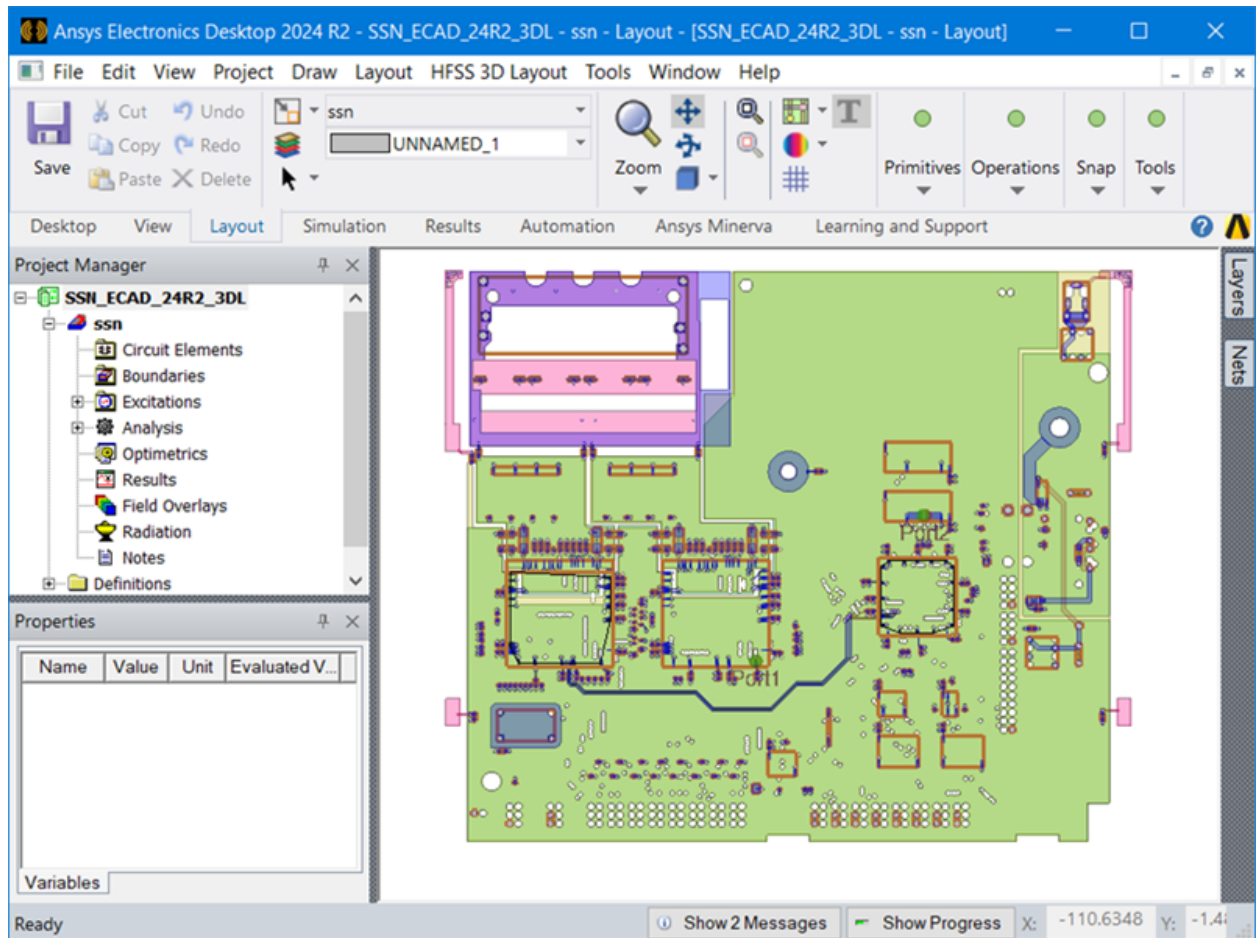 Ansys Electronics Desktop 2024 R2 - SSN_ECAD_24R2_3DL - ssn - Layout - [SSN_ECAD_24R2_3DL - ssn - Layout]
File Edit View Project Draw Layout HFSS 3D Layout Tools Window Help
Save
Cut Undo
Copy Redo
Paste Delete
ssn
UNNAMED_1
Zoom
T
Primitives Operations Snap Tools
Desktop View Layout Simulation Results Automation Ansys Minerva Learning and Support
Project Manager
SSN_ECAD_24R2_3DL
ssn
Circuit Elements
Boundaries
Excitations
Analysis
Optimetrics
Results
Field Overlays
Radiation
Notes
Definitions
Properties
Name Value Unit Evaluated V...
Variables
Port2
Port1
Layers
Nets
Ready Show 2 Messages Show Progress X: -110.6348 Y: -1.4